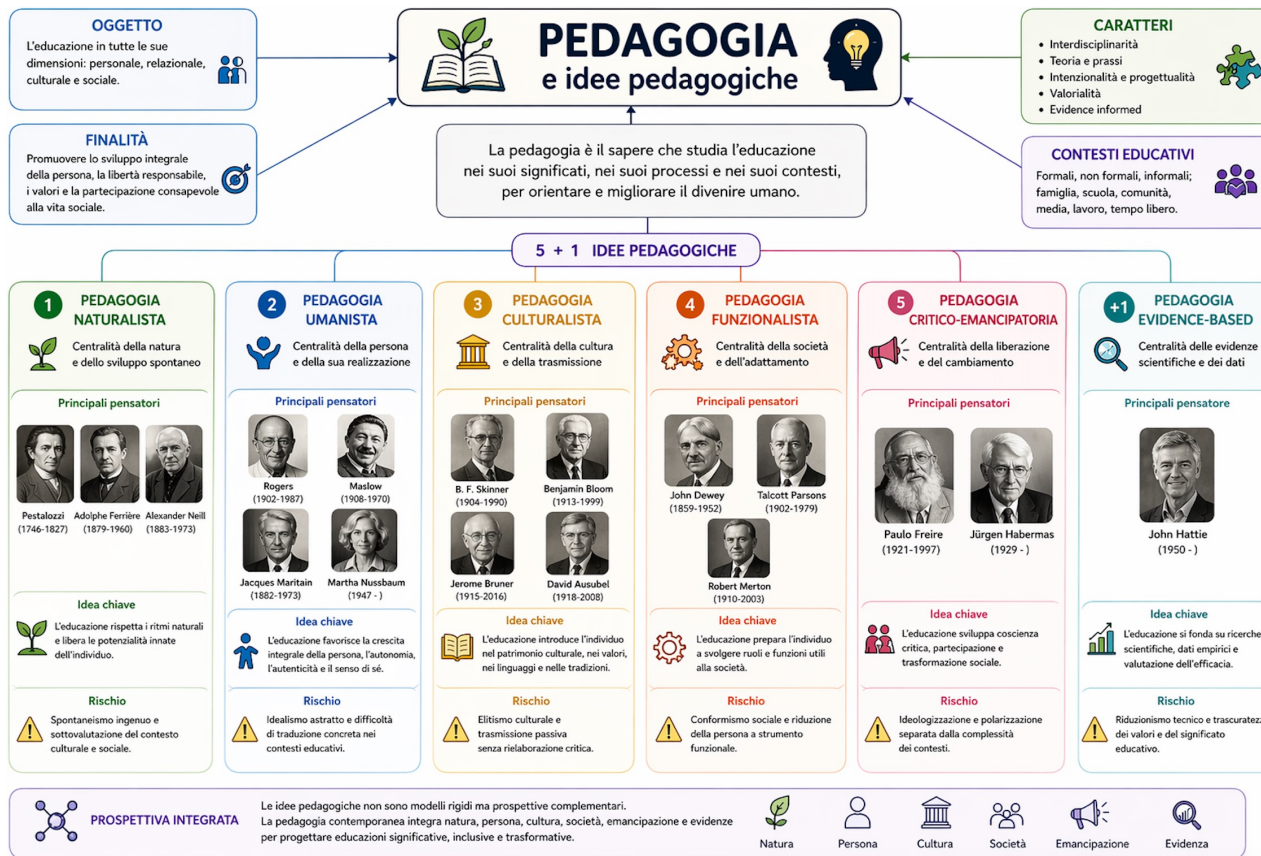 OGGETTO
L'educazione in tutte le sue
dimensioni: personale, relazionale,
culturale e sociale.
FINALITÀ
Promuovere lo sviluppo integrale
della persona, la libertà responsabile,
i valori e la partecipazione consapevole
alla vita sociale.
PEDAGOGIA
e idee pedagogiche
La pedagogia è il sapere che studia l'educazione
nei suoi significati, nei suoi processi e nei suoi contesti,
per orientare e migliorare il divenire umano.
CARATTERI
• Interdisciplinarità
• Teoria e prassi
• Intenzionalità e progettualità
• Valorialità
• Evidence informed
CONTESTI EDUCATIVI
Formali, non formali, informali;
famiglia, scuola, comunità,
media, lavoro, tempo libero.
5 + 1 IDEE PEDAGOGICHE
1
PEDAGOGIA
NATURALISTA
Centralità della natura
e dello sviluppo spontaneo
Principali pensatori
Pestalozzi
(1746-1827)
Adolphe Ferrière
(1879-1960)
Alexander Neill
(1883-1973)
Idea chiave
L'educazione rispetta i ritmi naturali
e libera le potenzialità innate
dell'individuo.
Rischio
Spontaneismo ingenuo e
sottovalutazione del contesto
culturale e sociale.
2
PEDAGOGIA
UMANISTA
Centralità della persona
e della sua realizzazione
Principali pensatori
Rogers
(1902-1987)
Maslow
(1908-1970)
Jacques Maritain
(1882-1973)
Martha Nussbaum
(1947 - )
Idea chiave
L'educazione favorisce la crescita
integrale della persona, l'autonomia,
l'autenticità e il senso di sé.
Rischio
Idealismo astratto e difficoltà
di traduzione concreta nei
contesti educativi.
3
PEDAGOGIA
CULTURALISTA
Centralità della cultura
e della trasmissione
Principali pensatori
B. F. Skinner
(1904-1990)
Benjamin Bloom
(1913-1999)
Jerome Bruner
(1915-2016)
David Ausubel
(1918-2008)
Idea chiave
L'educazione introduce l'individuo
nel patrimonio culturale, nei valori,
nei linguaggi e nelle tradizioni.
Rischio
Elitismo culturale e
trasmissione passiva
senza rielaborazione critica.
4
PEDAGOGIA
FUNZIONALISTA
Centralità della società
e dell'adattamento
Principali pensatori
John Dewey
(1859-1952)
Talcott Parsons
(1902-1979)
Robert Merton
(1910-2003)
Idea chiave
L'educazione prepara l'individuo
a svolgere ruoli e funzioni utili
alla società.
Rischio
Conformismo sociale e riduzione
della persona a strumento
funzionale.
5
PEDAGOGIA
CRITICO-EMANCIPATORIA
Centralità della liberazione
e del cambiamento
Principali pensatori
Paulo Freire
(1921-1997)
Jürgen Habermas
(1929 - )
Idea chiave
L'educazione sviluppa coscienza
critica, partecipazione e
trasformazione sociale.
Rischio
Ideologizzazione e polarizzazione
separata dalla complessità
dei contesti.
+1
PEDAGOGIA
EVIDENCE-BASED
Centralità delle evidenze
scientifiche e dei dati
Principali pensatore
John Hattie
(1950 - )
Idea chiave
L'educazione si fonda su ricerche
scientifiche, dati empirici e
valutazione dell'efficacia.
Rischio
Riduzionismo tecnico e trascuratezza
dei valori e del significato
educativo.
PROSPETTIVA INTEGRATA
Le idee pedagogiche non sono modelli rigidi ma prospettive complementari.
La pedagogia contemporanea integra natura, persona, cultura, società, emancipazione e evidenze
per progettare educazioni significative, inclusive e trasformative.
Natura
Persona
Cultura
Società
Emancipazione
Evidenza